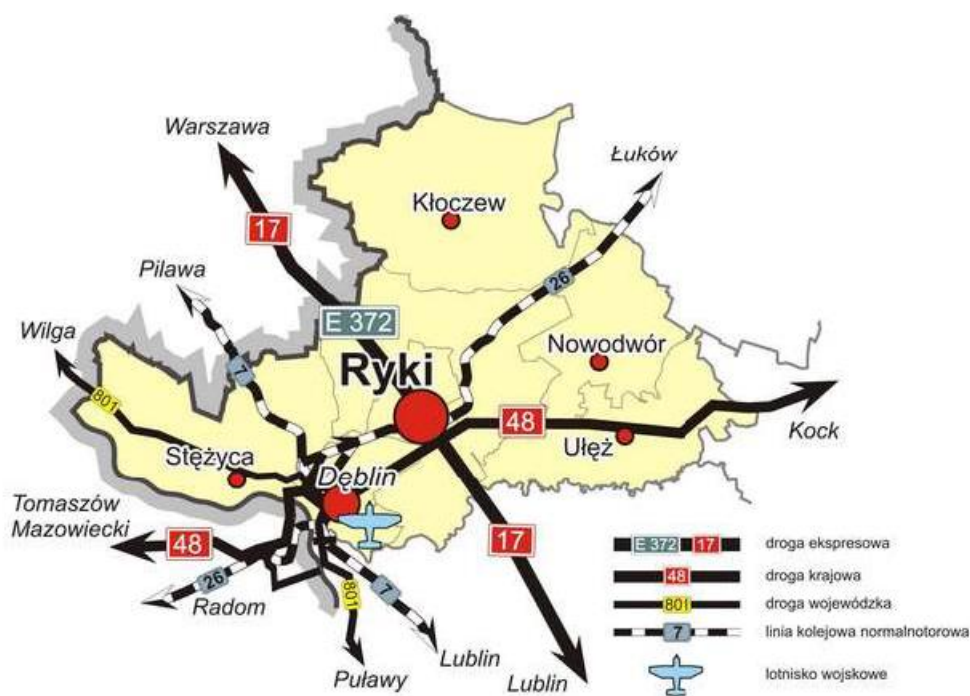 Warszawa
Łuków
Kłoczew
17
26
Pilawa
E 372
Wilga
7
Nowodwór
Ryki
801
48
Kock
Ułęż
Stężyca
Dęblin
Tomaszów
Mazowiecki
48
17
26
Radom
801
7
Lublin
Puławy
Lublin
E 372 17 droga ekspresowa
48 droga krajowa
801 droga wojewódzka
7 linia kolejowa normalnotorowa
lotnisko wojskowe